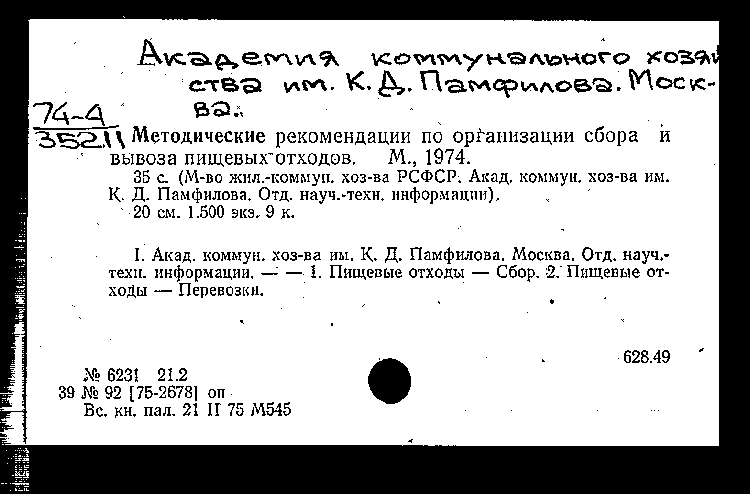 Академия коммунального хозяй
ства им. К.Д. Памфилова. Моск-
ва.
74-4
35211
Методические рекомендации по организации сбора и
вывоза пищевых отходов. М., 1974.
35 с. (М-во жил.-коммун. хоз-ва РСФСР. Акад. коммун. хоз-ва им.
К. Д. Памфилова. Отд. науч.-техн. информации).
20 см. 1.500 экз. 9 к.
I. Акад. коммун. хоз-ва им. К. Д. Памфилова, Москва. Отд. науч.-
техн. информации. — — 1. Пищевые отходы — Сбор. 2. Пищевые от-
ходы — Перевозки.
628.49
№ 6231 21.2
39 № 92 [75-2678] оп
Вс. кн. пал. 21 II 75 М545